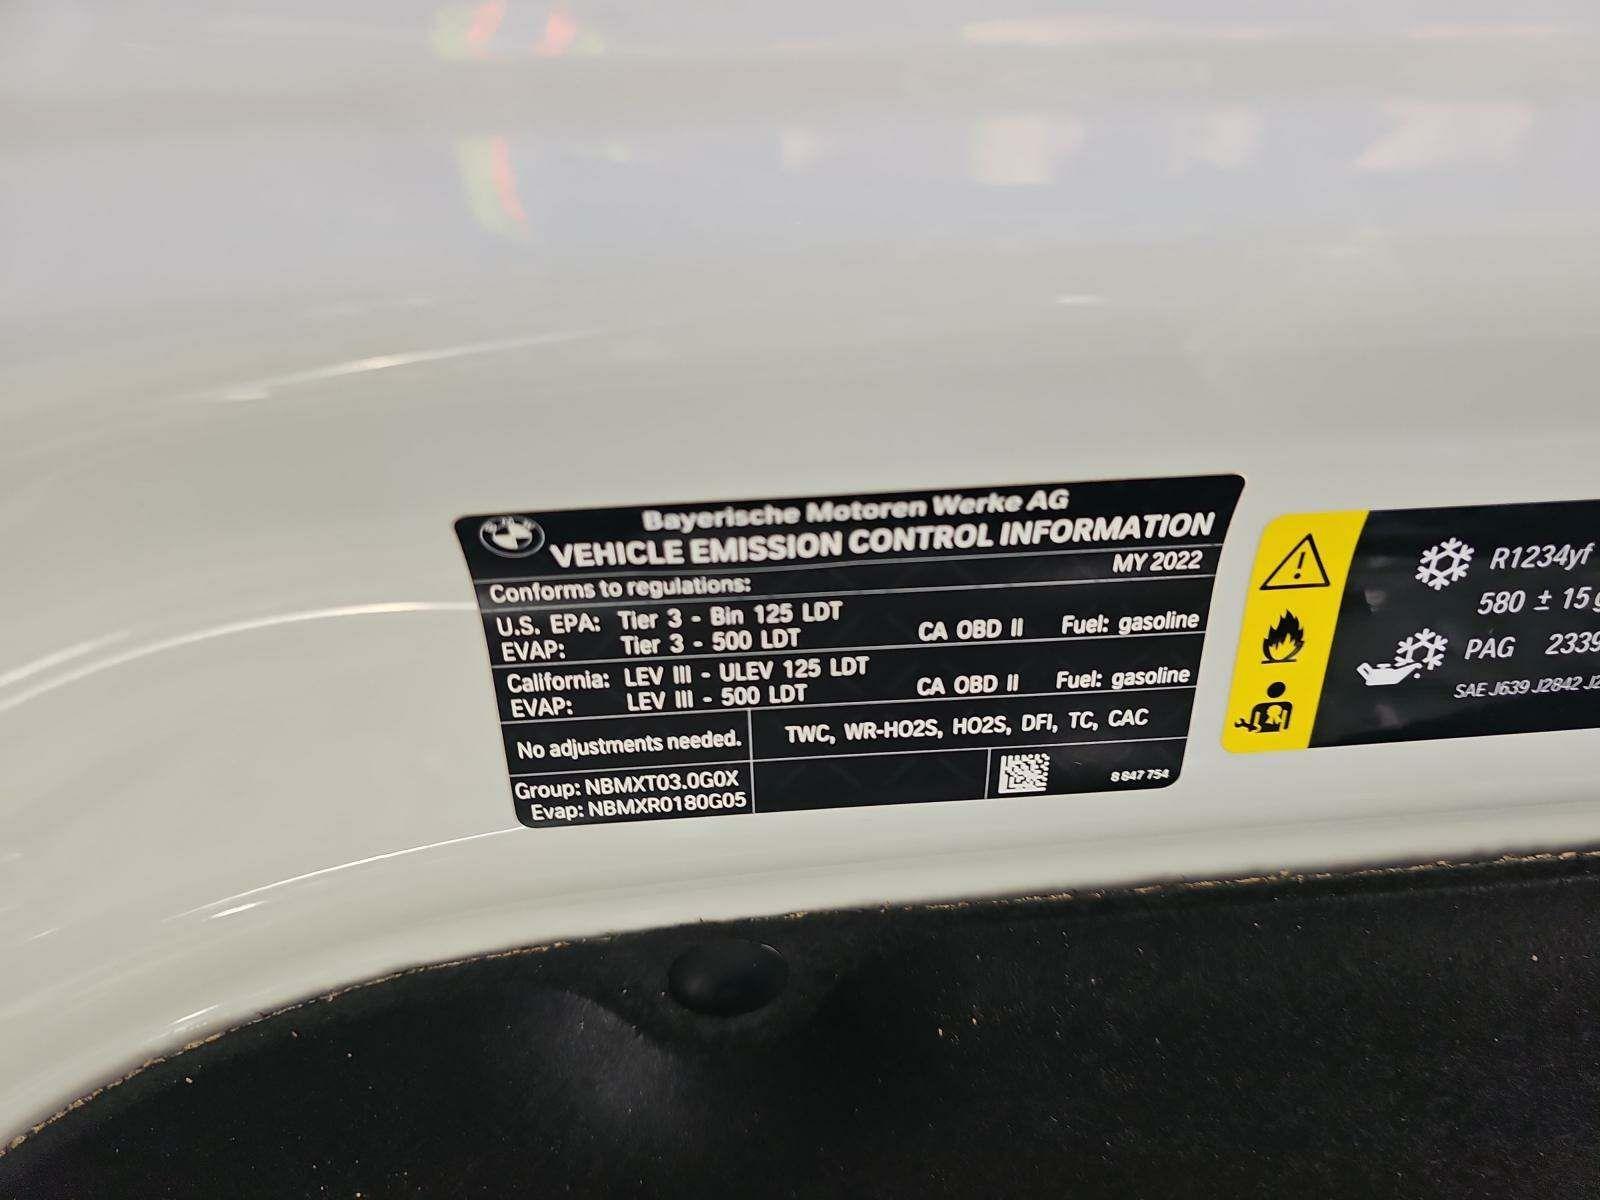 Bayerische Motoren Werke AG
VEHICLE EMISSION CONTROL INFORMATION
MY 2022
Conforms to regulations:
U.S. EPA: Tier 3 - Bin 125 LDT
EVAP: Tier 3 - 500 LDT CA OBD II Fuel: gasoline
California: LEV III - ULEV 125 LDT
EVAP: LEV III - 500 LDT CA OBD II Fuel: gasoline
No adjustments needed. TWC, WR-HO2S, HO2S, DFI, TC, CAC
Group: NBMXT03.0G0X
Evap: NBMXR0180G05
8 847 754
R1234yf
580 ± 15
PAG 2339
SAE J639 J2842